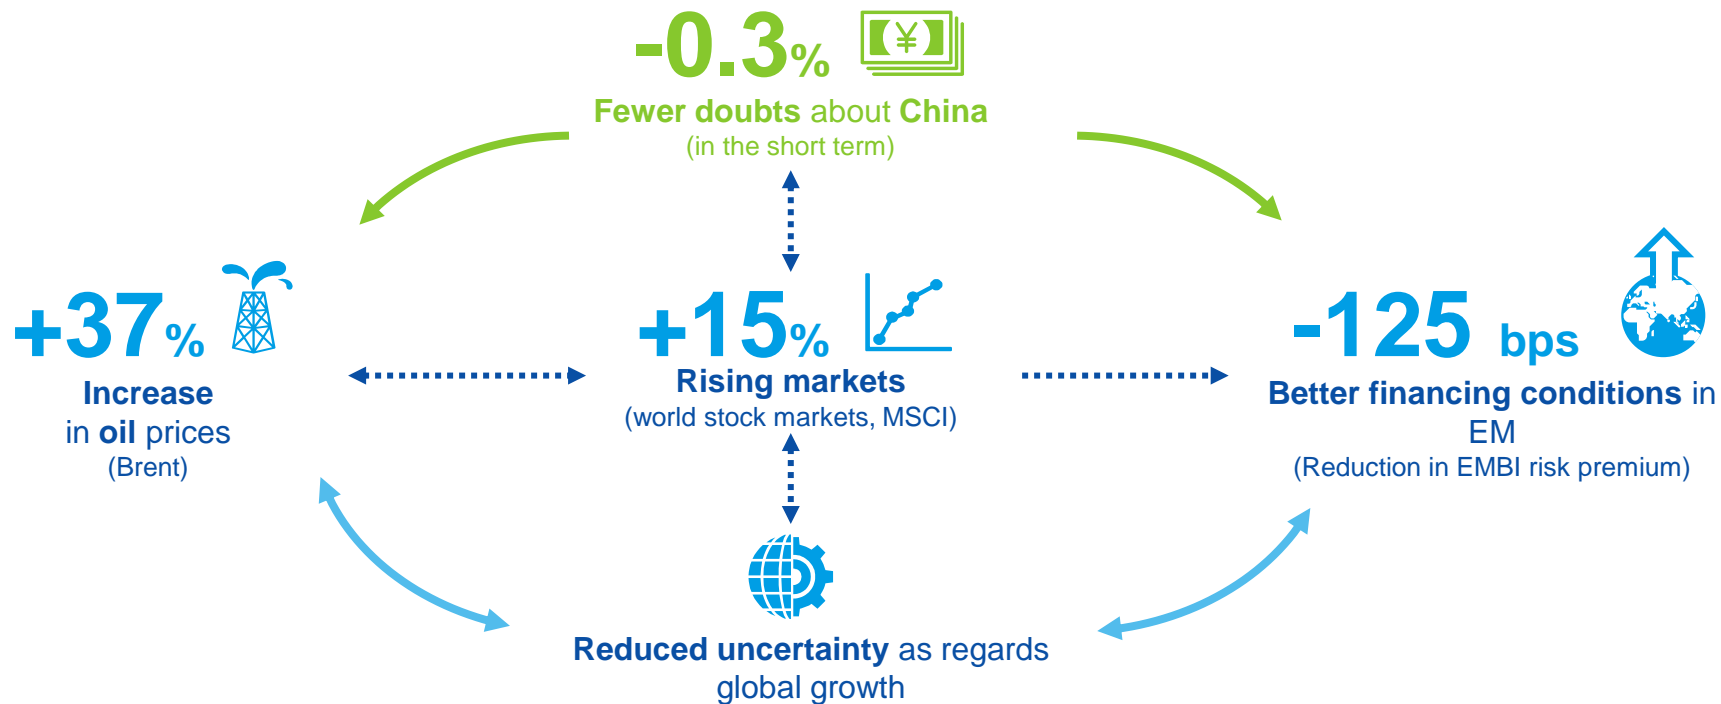 -0.3%
¥
Fewer doubts about China
(in the short term)
+37%
Increase
in oil prices
(Brent)
+15%
Rising markets
(world stock markets, MSCI)
-125 bps
Better financing conditions in
EM
(Reduction in EMBI risk premium)
Reduced uncertainty as regards
global growth